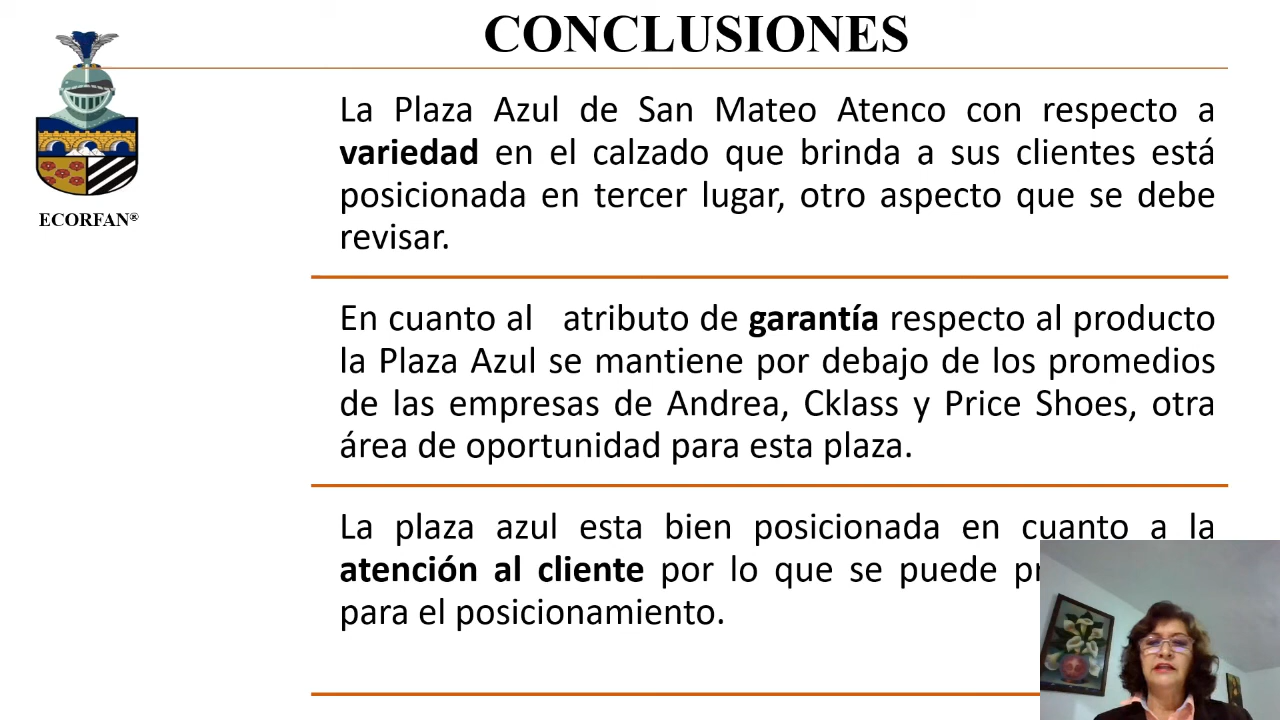 CONCLUSIONES
ECORFAN®
La Plaza Azul de San Mateo Atenco con respecto a
variedad en el calzado que brinda a sus clientes está
posicionada en tercer lugar, otro aspecto que se debe
revisar.
En cuanto al atributo de garantía respecto al producto
la Plaza Azul se mantiene por debajo de los promedios
de las empresas de Andrea, Cklass y Price Shoes, otra
área de oportunidad para esta plaza.
La plaza azul esta bien posicionada en cuanto a la
atención al cliente por lo que se puede
para el posicionamiento.